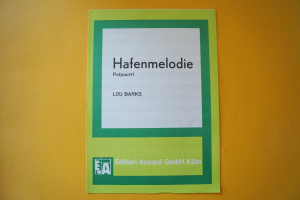 Hafenmelodie
Potpourri
LOU BARKS
EA
Edition Accord GmbH Köln